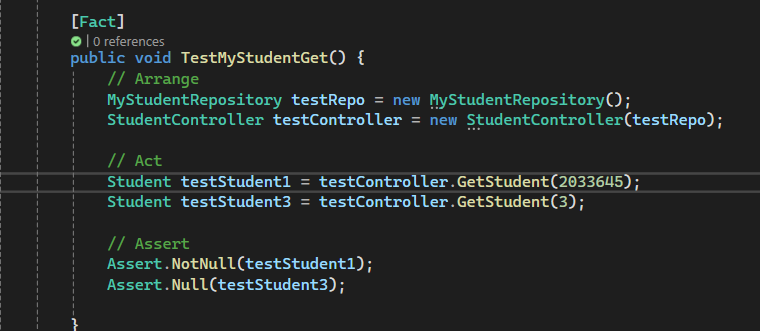 [Fact]
| 0 references
public void TestMyStudentGet() {
// Arrange
MyStudentRepository testRepo = new MyStudentRepository();
StudentController testController = new StudentController(testRepo);
// Act
Student testStudent1 = testController.GetStudent(2033645);
Student testStudent3 = testController.GetStudent(3);
// Assert
Assert.NotNull(testStudent1);
Assert.Null(testStudent3);
}